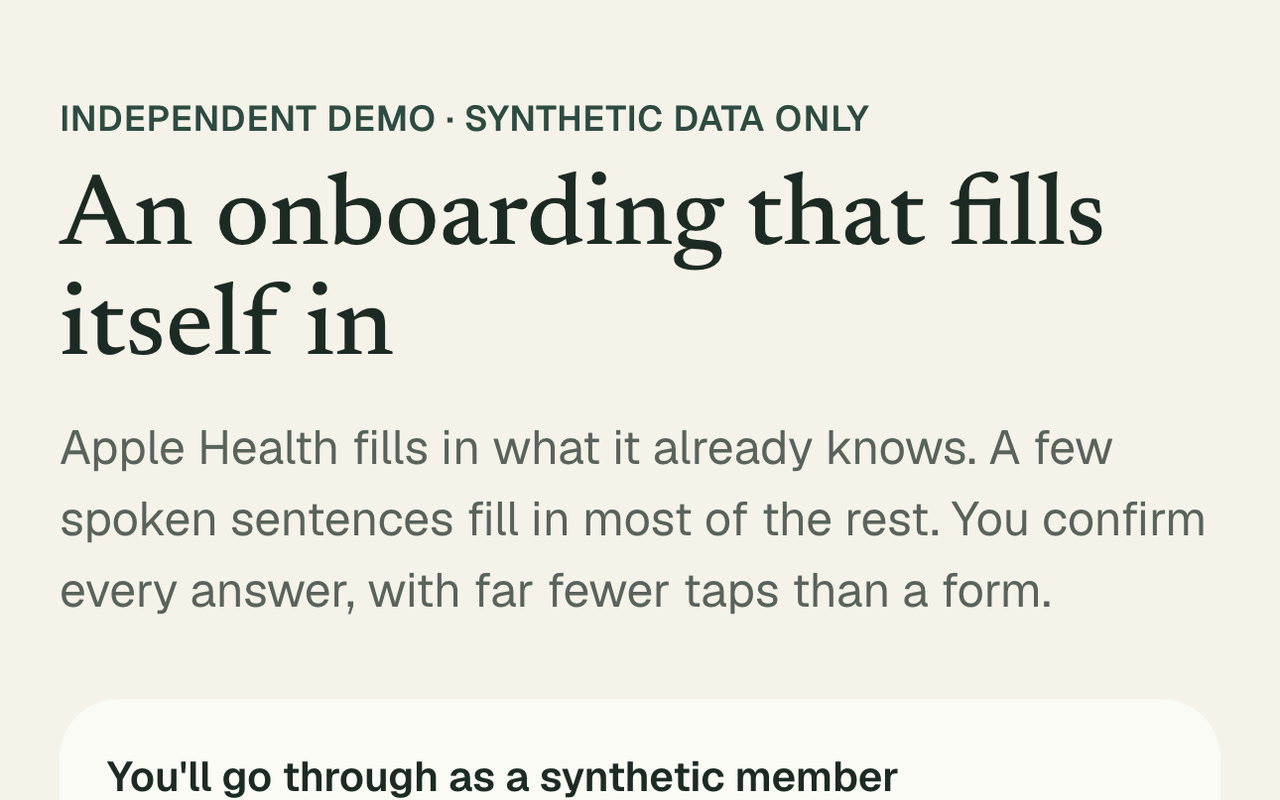 INDEPENDENT DEMO · SYNTHETIC DATA ONLY
An onboarding that fills
itself in
Apple Health fills in what it already knows. A few
spoken sentences fill in most of the rest. You confirm
every answer, with far fewer taps than a form.
You'll go through as a synthetic member